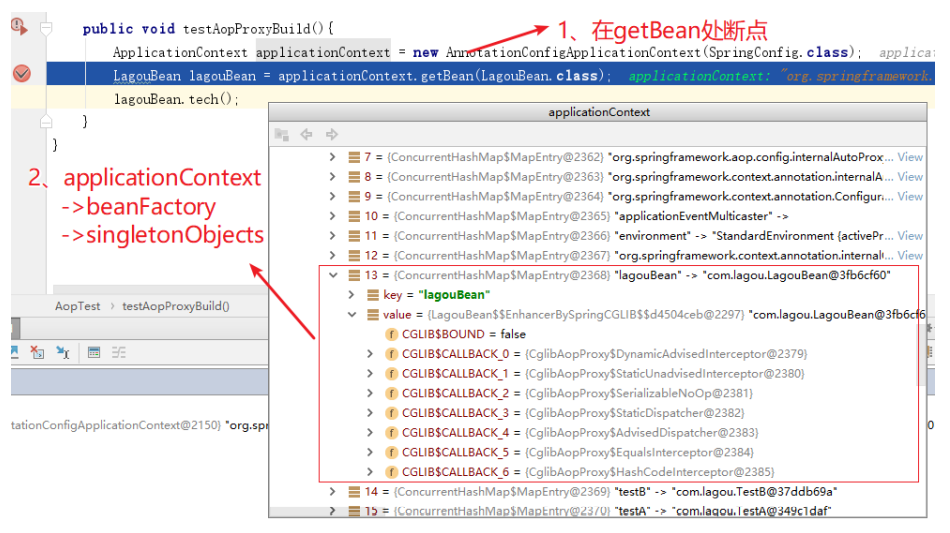 public void testAopProxyBuild(){
1、在getBean处断点
ApplicationContext applicationContext = new AnnotationConfigApplicationContext(SpringConfig.class); applicat
LagouBean lagouBean = applicationContext.getBean(LagouBean.class); applicationContext: "org.springframework.
lagouBean.tech();
}
}
applicationContext
2、applicationContext
->beanFactory
->singletonObjects
7 = {ConcurrentHashMap$MapEntry@2362} "org.springframework.aop.config.internalAutoProx... View
8 = {ConcurrentHashMap$MapEntry@2363} "org.springframework.context.annotation.internalA... View
9 = {ConcurrentHashMap$MapEntry@2364} "org.springframework.context.annotation.Configur... View
10 = {ConcurrentHashMap$MapEntry@2365} "applicationEventMulticaster" ->
11 = {ConcurrentHashMap$MapEntry@2366} "environment" -> "StandardEnvironment {activePr... View
12 = {ConcurrentHashMap$MapEntry@2367} "org.springframework.context.annotation.internal... View
13 = {ConcurrentHashMap$MapEntry@2368} "lagouBean" -> "com.lagou.LagouBean@3fb6cf60"
key = "lagouBean"
value = {LagouBean$$EnhancerBySpringCGLIB$$d4504ceb@2297} "com.lagou.LagouBean@3fb6cf6
CGLIB$BOUND = false
CGLIB$CALLBACK_0 = {CglibAopProxy$DynamicAdvisedInterceptor@2379}
CGLIB$CALLBACK_1 = {CglibAopProxy$StaticUnadvisedInterceptor@2380}
CGLIB$CALLBACK_2 = {CglibAopProxy$SerializableNoOp@2381}
CGLIB$CALLBACK_3 = {CglibAopProxy$StaticDispatcher@2382}
CGLIB$CALLBACK_4 = {CglibAopProxy$AdvisedDispatcher@2383}
CGLIB$CALLBACK_5 = {CglibAopProxy$EqualsInterceptor@2384}
CGLIB$CALLBACK_6 = {CglibAopProxy$HashCodeInterceptor@2385}
14 = {ConcurrentHashMap$MapEntry@2369} "testB" -> "com.lagou.TestB@37ddb69a"
15 = {ConcurrentHashMap$MapEntry@2370} "testA" -> "com.lagou.TestA@349c1daf"
AopTest > testAopProxyBuild()
tationConfigApplicationContext@2150} "org.spr